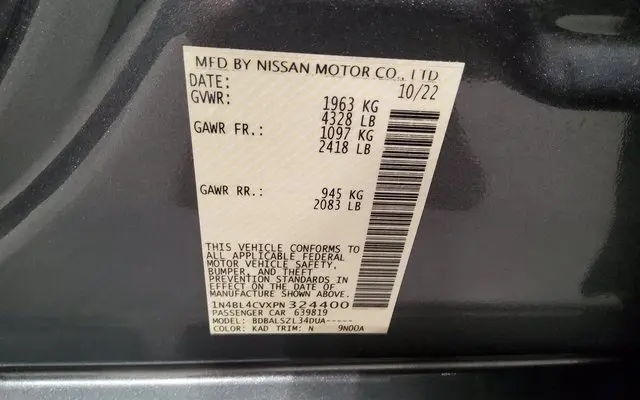 MFD BY NISSAN MOTOR CO., LTD
DATE: 10/22
GVWR: 1963 KG
4328 LB
GAWR FR.: 1097 KG
2418 LB
GAWR RR.: 945 KG
2083 LB
THIS VEHICLE CONFORMS TO
ALL APPLICABLE FEDERAL
MOTOR VEHICLE SAFETY,
BUMPER, AND THEFT
PREVENTION STANDARDS IN
EFFECT ON THE DATE OF
MANUFACTURE SHOWN ABOVE.
1N4BL4CVXPN324400
PASSENGER CAR 639819
MODEL: BDBALSZL34DUA-----
COLOR: KAD TRIM: N 9N00A